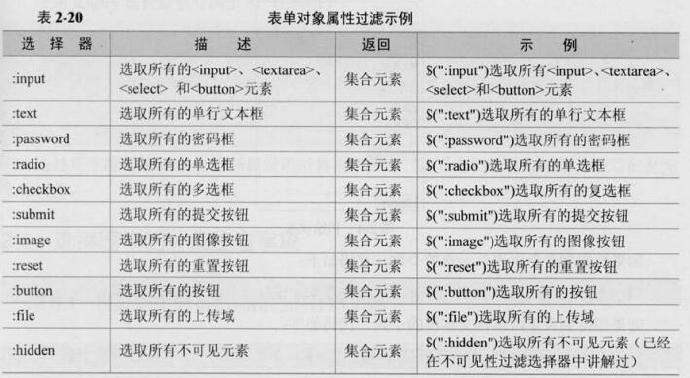 表 2-20 表单对象属性过滤示例
选 择 器 描 述 返回 示 例
:input 选取所有的<input>、<textarea>、<select> 和<button>元素 集合元素 $(":input")选取所有<input>、<textarea>、<select>和<button>元素
:text 选取所有的单行文本框 集合元素 $(":text")选取所有的单行文本框
:password 选取所有的密码框 集合元素 $(":password")选取所有的密码框
:radio 选取所有的单选框 集合元素 $(":radio")选取所有的单选框
:checkbox 选取所有的多选框 集合元素 $(":checkbox")选取所有的复选框
:submit 选取所有的提交按钮 集合元素 $(":submit")选取所有的提交按钮
:image 选取所有的图像按钮 集合元素 $(":image")选取所有的图像按钮
:reset 选取所有的重置按钮 集合元素 $(":reset")选取所有的重置按钮
:button 选取所有的按钮 集合元素 $(":button")选取所有的按钮
:file 选取所有的上传域 集合元素 $(":file")选取所有的上传域
:hidden 选取所有不可见元素 集合元素 $(":hidden")选取所有不可见元素（已经在不可见性过滤选择器中讲解过）